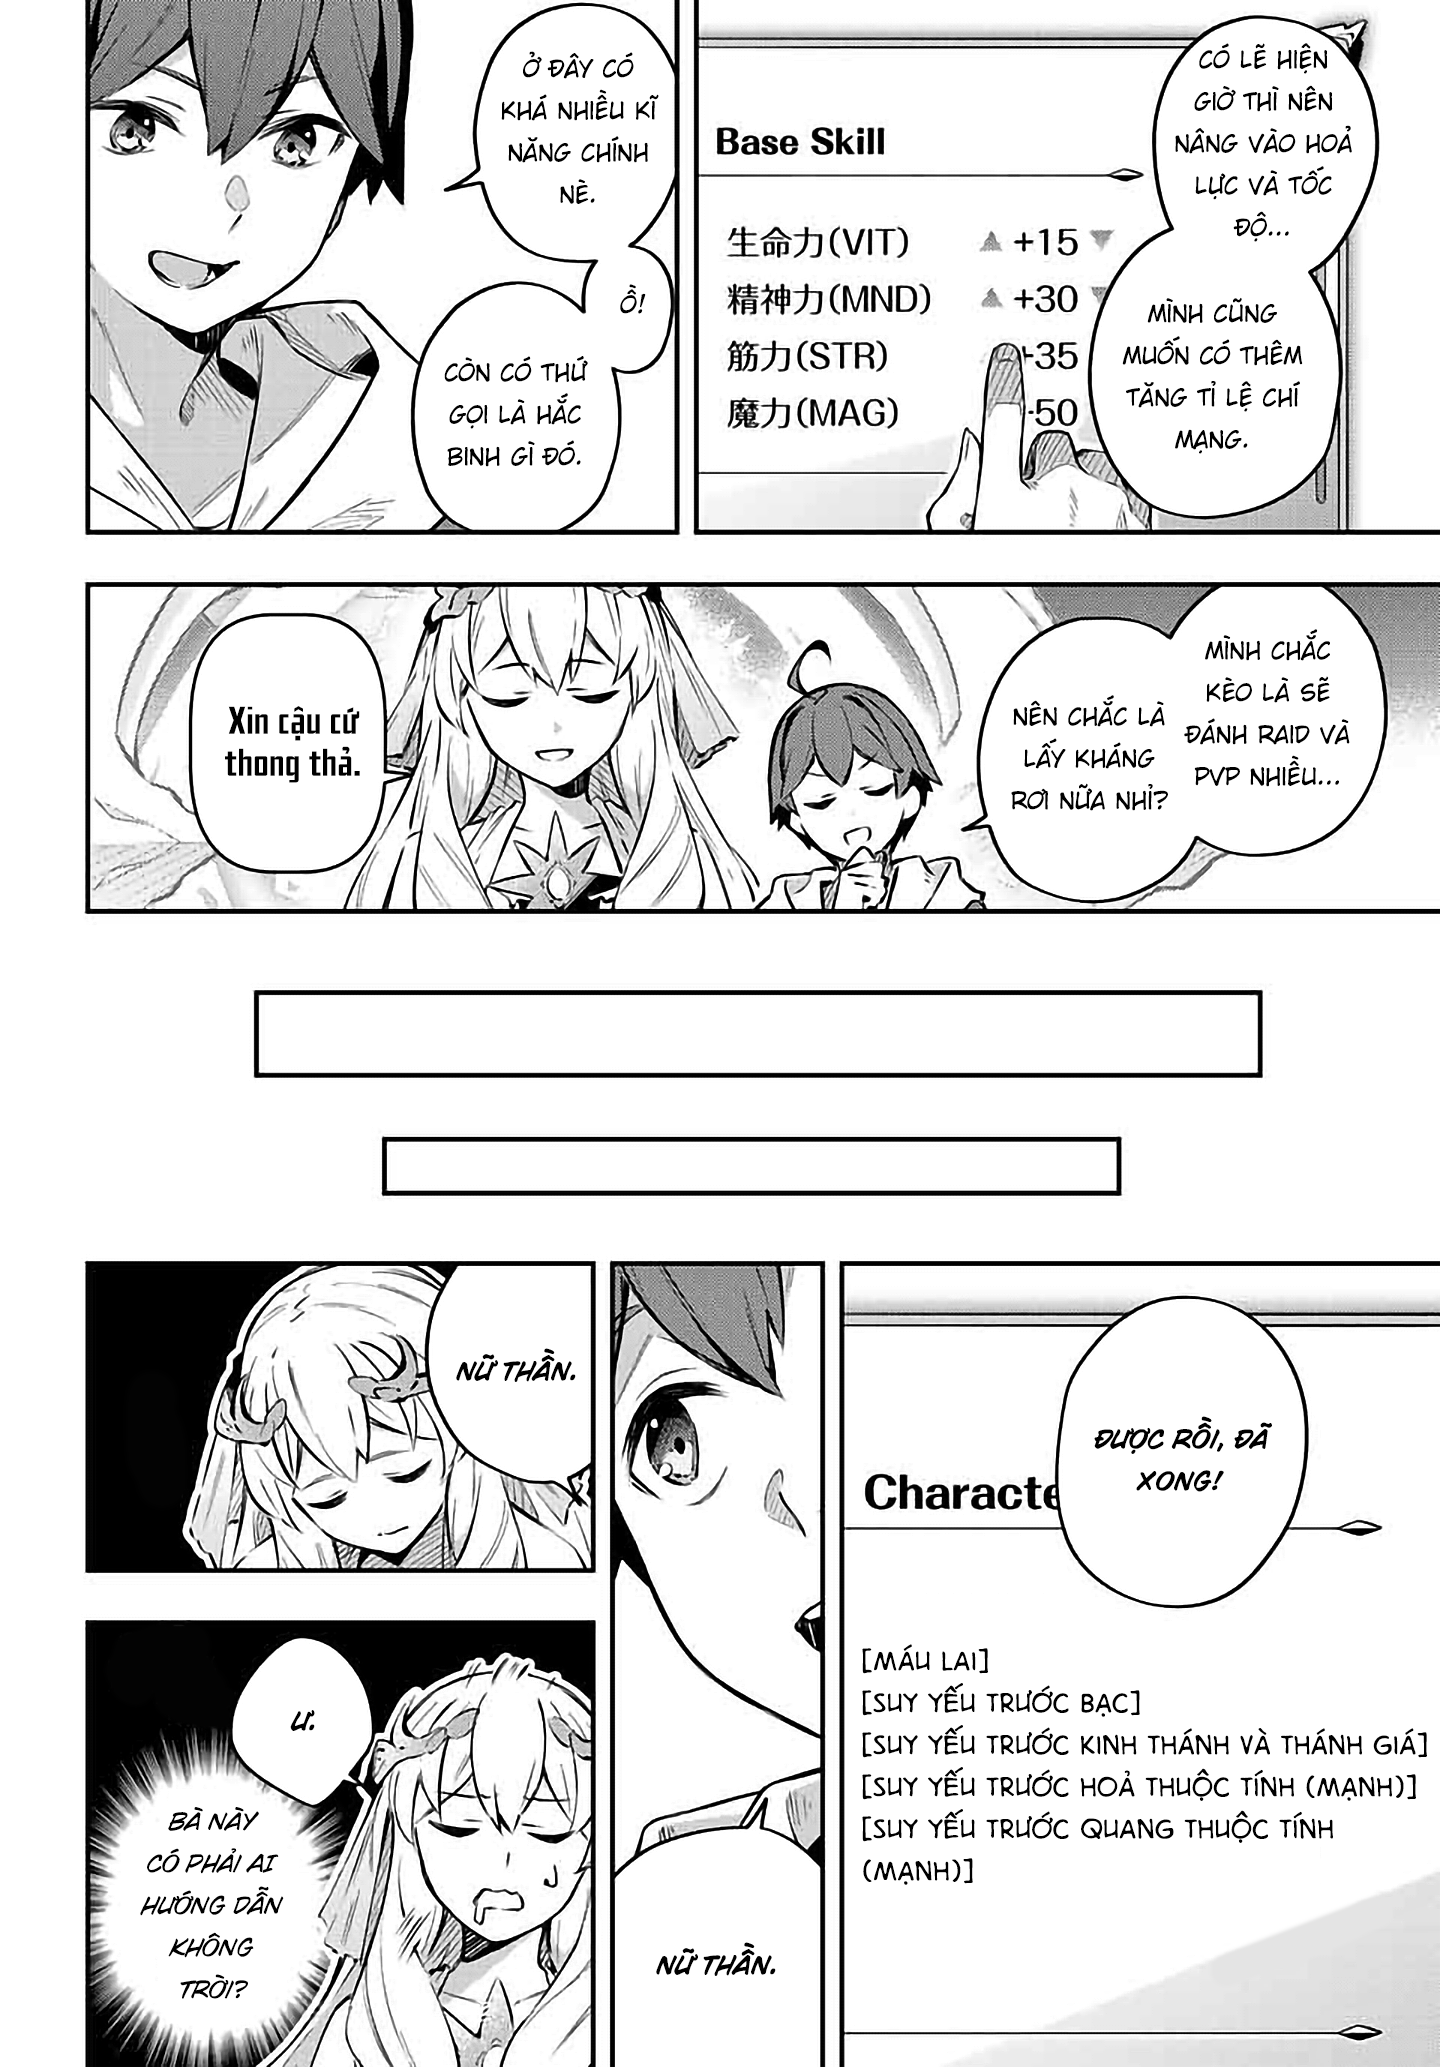 CÓ LẼ HIỆN
GIỜ THÌ NÊN
NÂNG VÀO HOẢ
LỰC VÀ TỐC
ĐỘ...
MÌNH CŨNG
MUỐN CÓ THÊM
TĂNG TỈ LỆ CHÍ
MẠNG.
Base Skill
生命力(VIT) ▲ +15 ▼
精神力(MND) ▲ +30 ▼
筋力(STR) +35
魔力(MAG) +50
Ở ĐÂY CÓ
KHÁ NHIỀU KĨ
NĂNG CHÍNH
NÈ.
Ồ!
CÒN CÓ THỨ
GỌI LÀ HẮC
BINH GÌ ĐÓ.
MÌNH CHẮC
KÈO LÀ SẼ
ĐÁNH RAID VÀ
PVP NHIỀU...
NÊN CHẮC LÀ
LẤY KHÁNG
RƠI NỮA NHỈ?
Xin cậu cứ
thong thả.
ĐƯỢC RỒI, ĐÃ
XONG!
Characte
[MÁU LAI]
[SUY YẾU TRƯỚC BẠC]
[SUY YẾU TRƯỚC KINH THÁNH VÀ THÁNH GIÁ]
[SUY YẾU TRƯỚC HOẢ THUỘC TÍNH (MẠNH)]
[SUY YẾU TRƯỚC QUANG THUỘC TÍNH
(MẠNH)]
NỮ THẦN.
NỮ THẦN.
Ư.
BÀ NÀY
CÓ PHẢI AI
HƯỚNG DẪN
KHÔNG
TRỜI?